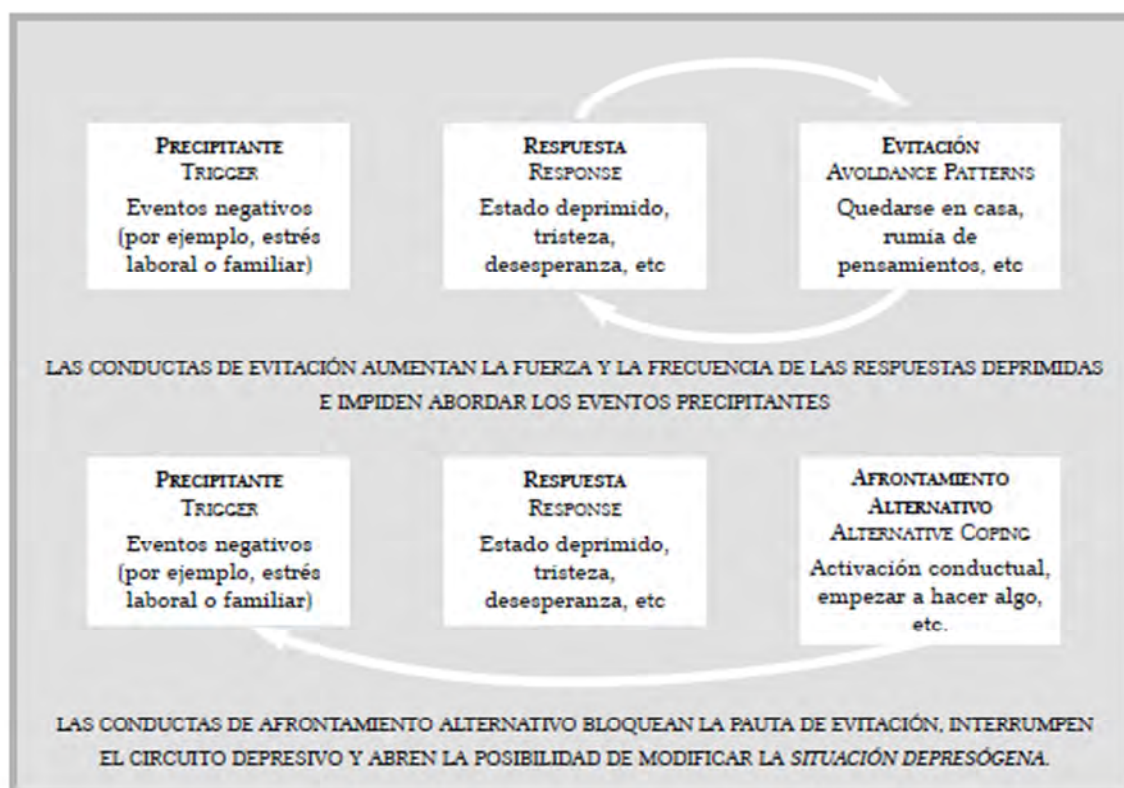 PRECIPITANTE
TRIGGER
Eventos negativos
(por ejemplo, estrés
laboral o familiar)
RESPUESTA
RESPONSE
Estado deprimido,
tristeza,
desesperanza, etc
EVITACIÓN
AVOLDANCE PATTERNS
Quedarse en casa,
rumía de
pensamientos, etc
LAS CONDUCTAS DE EVITACIÓN AUMENTAN LA FUERZA Y LA FRECUENCIA DE LAS RESPUESTAS DEPRIMIDAS
E IMPIDEN ABORDAR LOS EVENTOS PRECIPITANTES
PRECIPITANTE
TRIGGER
Eventos negativos
(por ejemplo, estrés
laboral o familiar)
RESPUESTA
RESPONSE
Estado deprimido,
tristeza,
desesperanza, etc
AFRONTAMIENTO
ALTERNATIVO
ALTERNATIVE COPING
Activación conductual,
empezar a hacer algo,
etc.
LAS CONDUCTAS DE AFRONTAMIENTO ALTERNATIVO BLOQUEAN LA PAUTA DE EVITACIÓN, INTERRUMPEN
EL CIRCUITO DEPRESIVO Y ABREN LA POSIBILIDAD DE MODIFICAR LA SITUACIÓN DEPRESÓGENA.